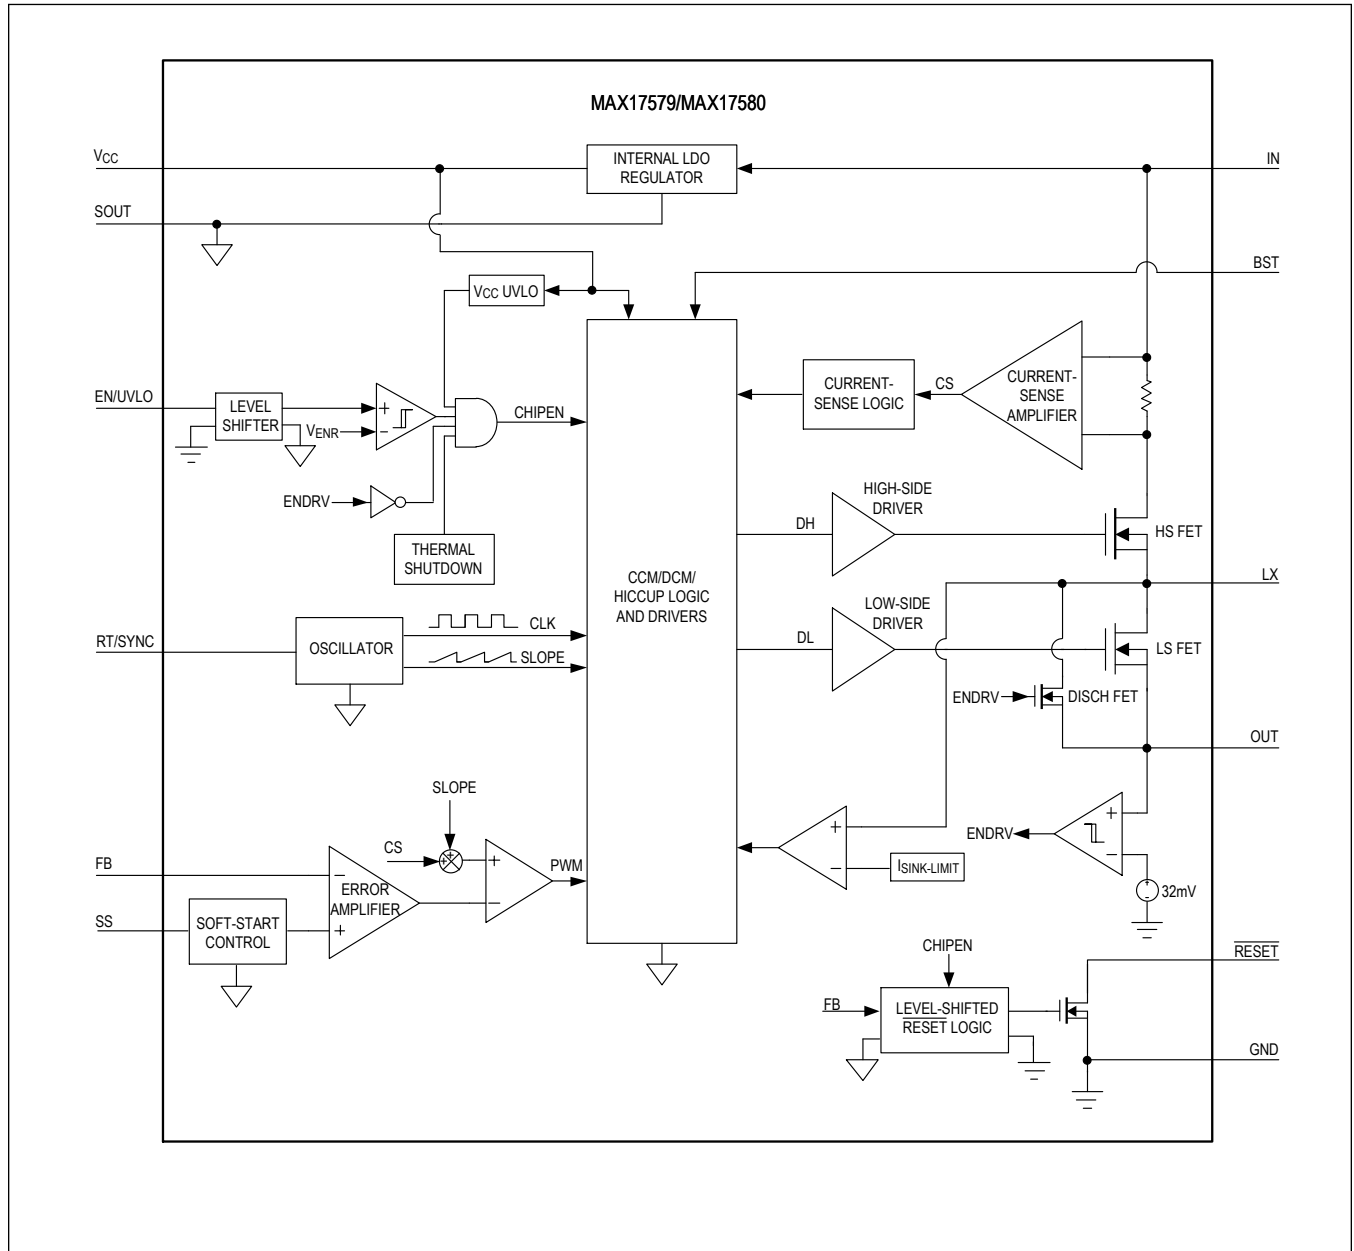 MAX17579/MAX17580
VCC
INTERNAL LDO
REGULATOR
IN
SOUT
BST
VCC UVLO
EN/UVLO
LEVEL
SHIFTER
+
VENR
−
CHIPEN
ENDRV
THERMAL
SHUTDOWN
CURRENT-
SENSE LOGIC
CS
CURRENT-
SENSE
AMPLIFIER
HIGH-SIDE
DRIVER
DH
HS FET
CCM/DCM/
HICCUP LOGIC
AND DRIVERS
LX
LOW-SIDE
DRIVER
DL
LS FET
RT/SYNC
OSCILLATOR
CLK
SLOPE
ENDRV
DISCH FET
OUT
SLOPE
CS
+
+
+
−
PWM
FB
−
ERROR
AMPLIFIER
+
SS
SOFT-START
CONTROL
+
−
ISINK-LIMIT
ENDRV
+
−
+
-
32mV
CHIPEN
FB
LEVEL-SHIFTED
RESET LOGIC
RESET
GND